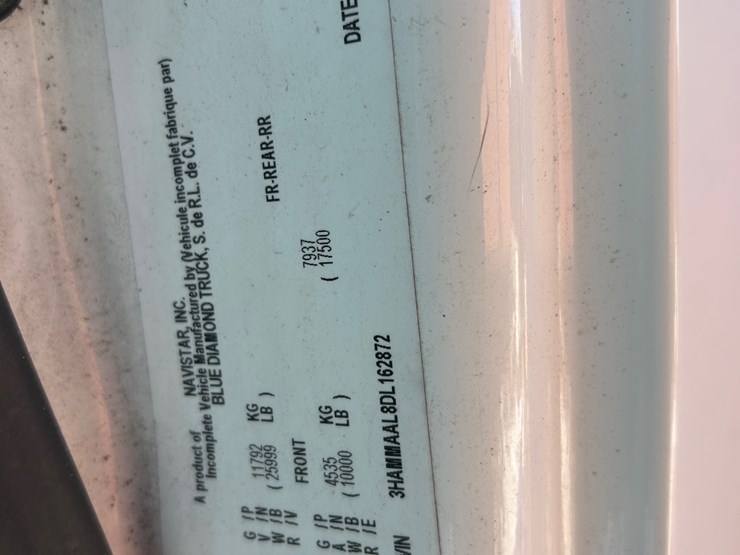 A product of NAVISTAR, INC.
Incomplete Vehicle Manufactured by (Vehicule incomplet fabrique par)
BLUE DIAMOND TRUCK, S. de R.L. de C.V.
G /P
V /N 11792 KG
W /B ( 25999 LB )
R /V
FRONT FR-REAR-RR
G /P
A /N 4535 KG 7937
W /B ( 10000 LB ) ( 17500
R /E
VIN 3HAMMAAL8DL162872 DATE